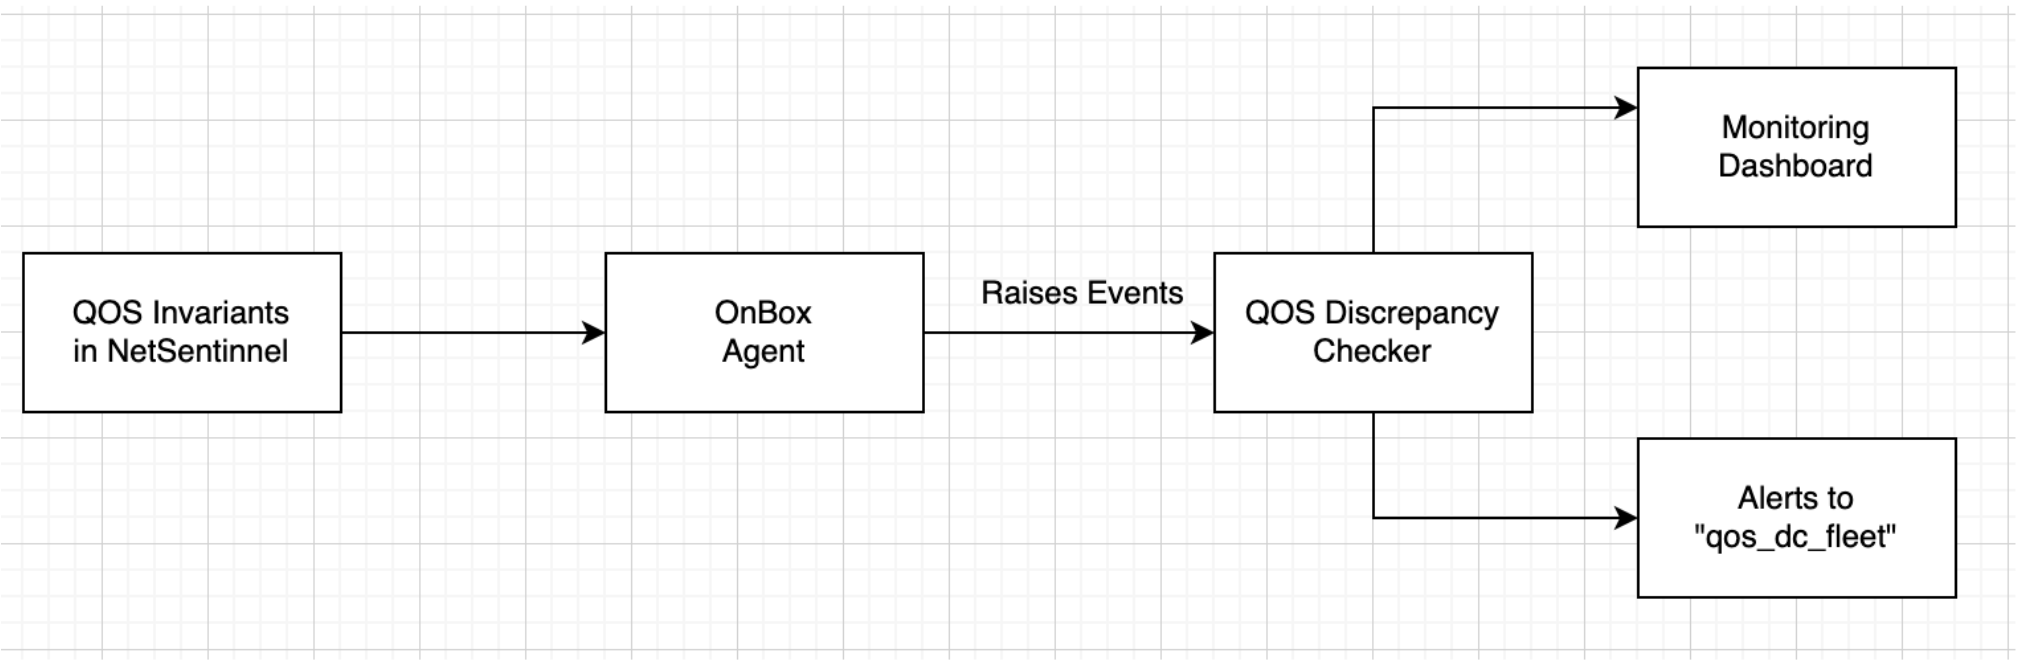 QOS Invariants
in NetSentinnel
OnBox
Agent
Raises Events
QOS Discrepancy
Checker
Monitoring
Dashboard
Alerts to
"qos_dc_fleet"